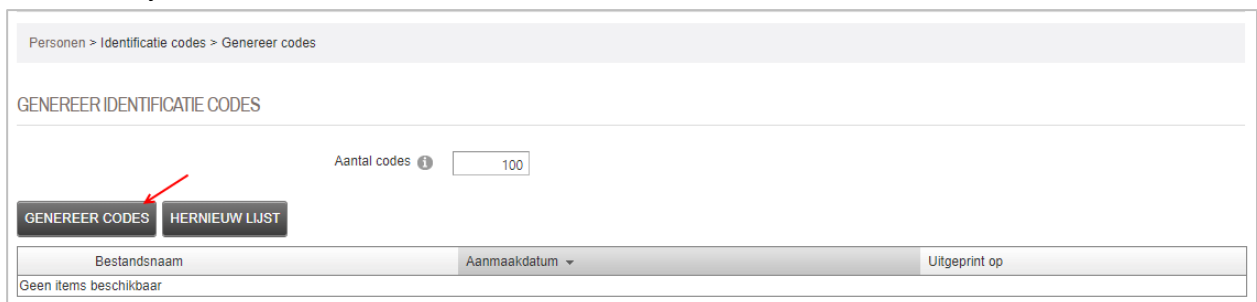 Personen > Identificatie codes > Genereer codes
GENEREER IDENTIFICATIE CODES
Aantal codes 100
GENEREER CODES HERNIEUW LIJST
Bestandsnaam Aanmaakdatum Uitgeprint op
Geen items beschikbaar